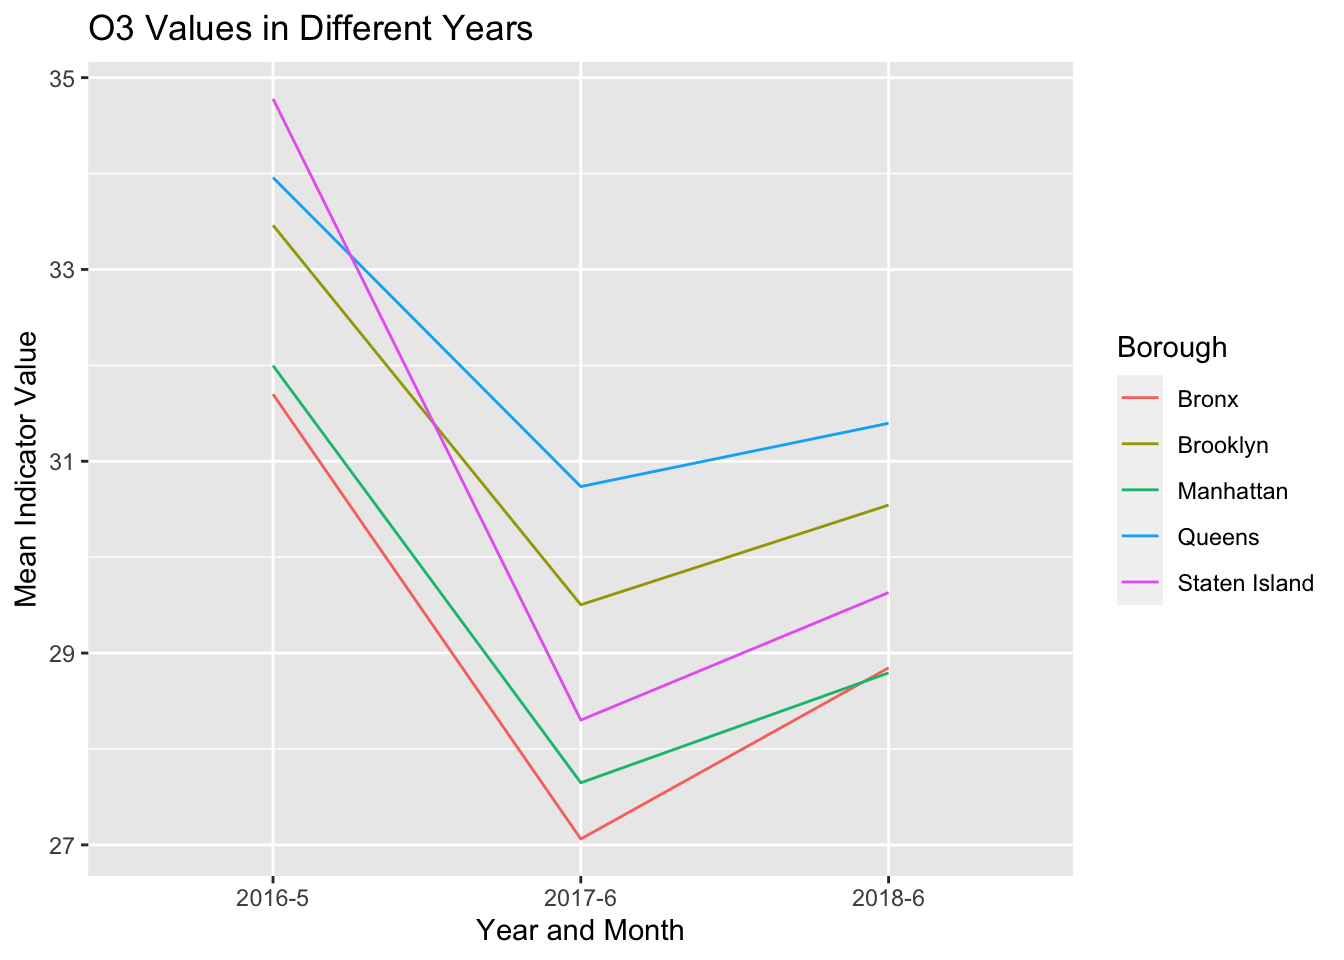 O3 Values in Different Years
35
33
31
29
27
Mean Indicator Value
2016-5
2017-6
2018-6
Year and Month
Borough
Bronx
Brooklyn
Manhattan
Queens
Staten Island